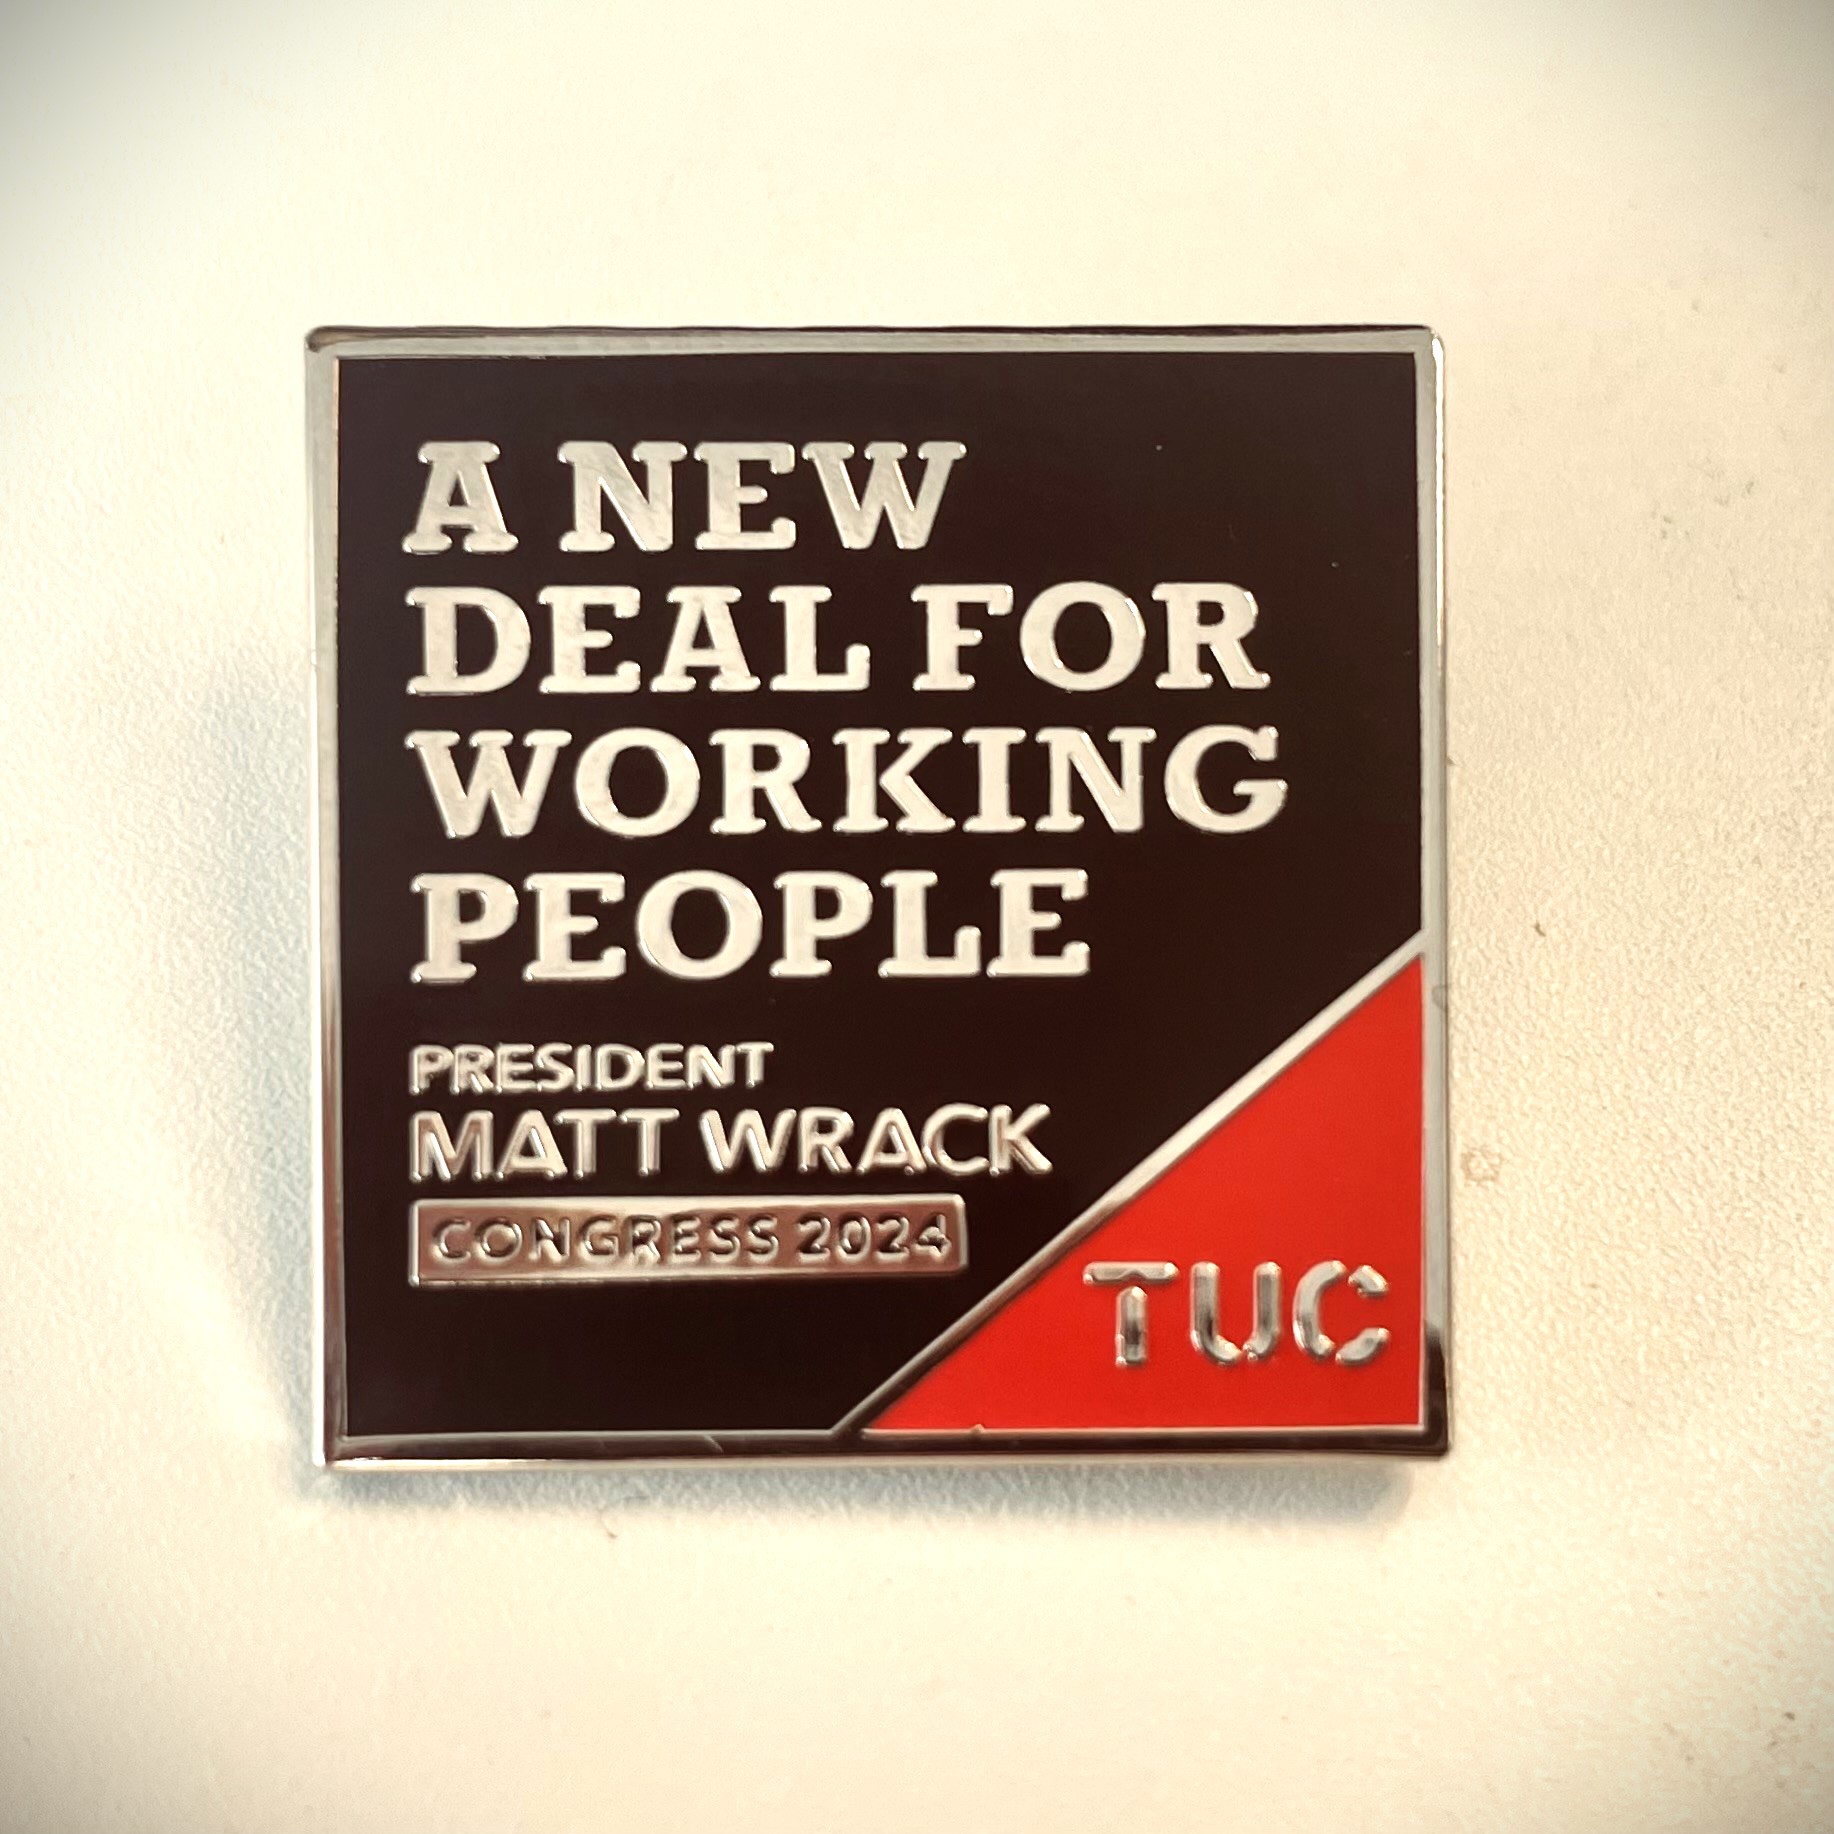 A NEW
DEAL FOR
WORKING
PEOPLE
PRESIDENT
MATT WRACK
CONGRESS 2024
TUC